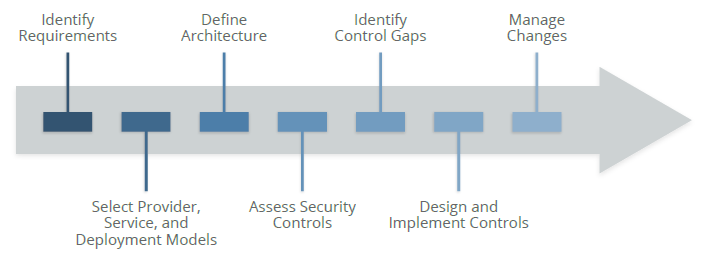 Identify
Requirements
Define
Architecture
Identify
Control Gaps
Manage
Changes
Select Provider,
Service, and
Deployment Models
Assess Security
Controls
Design and
Implement Controls